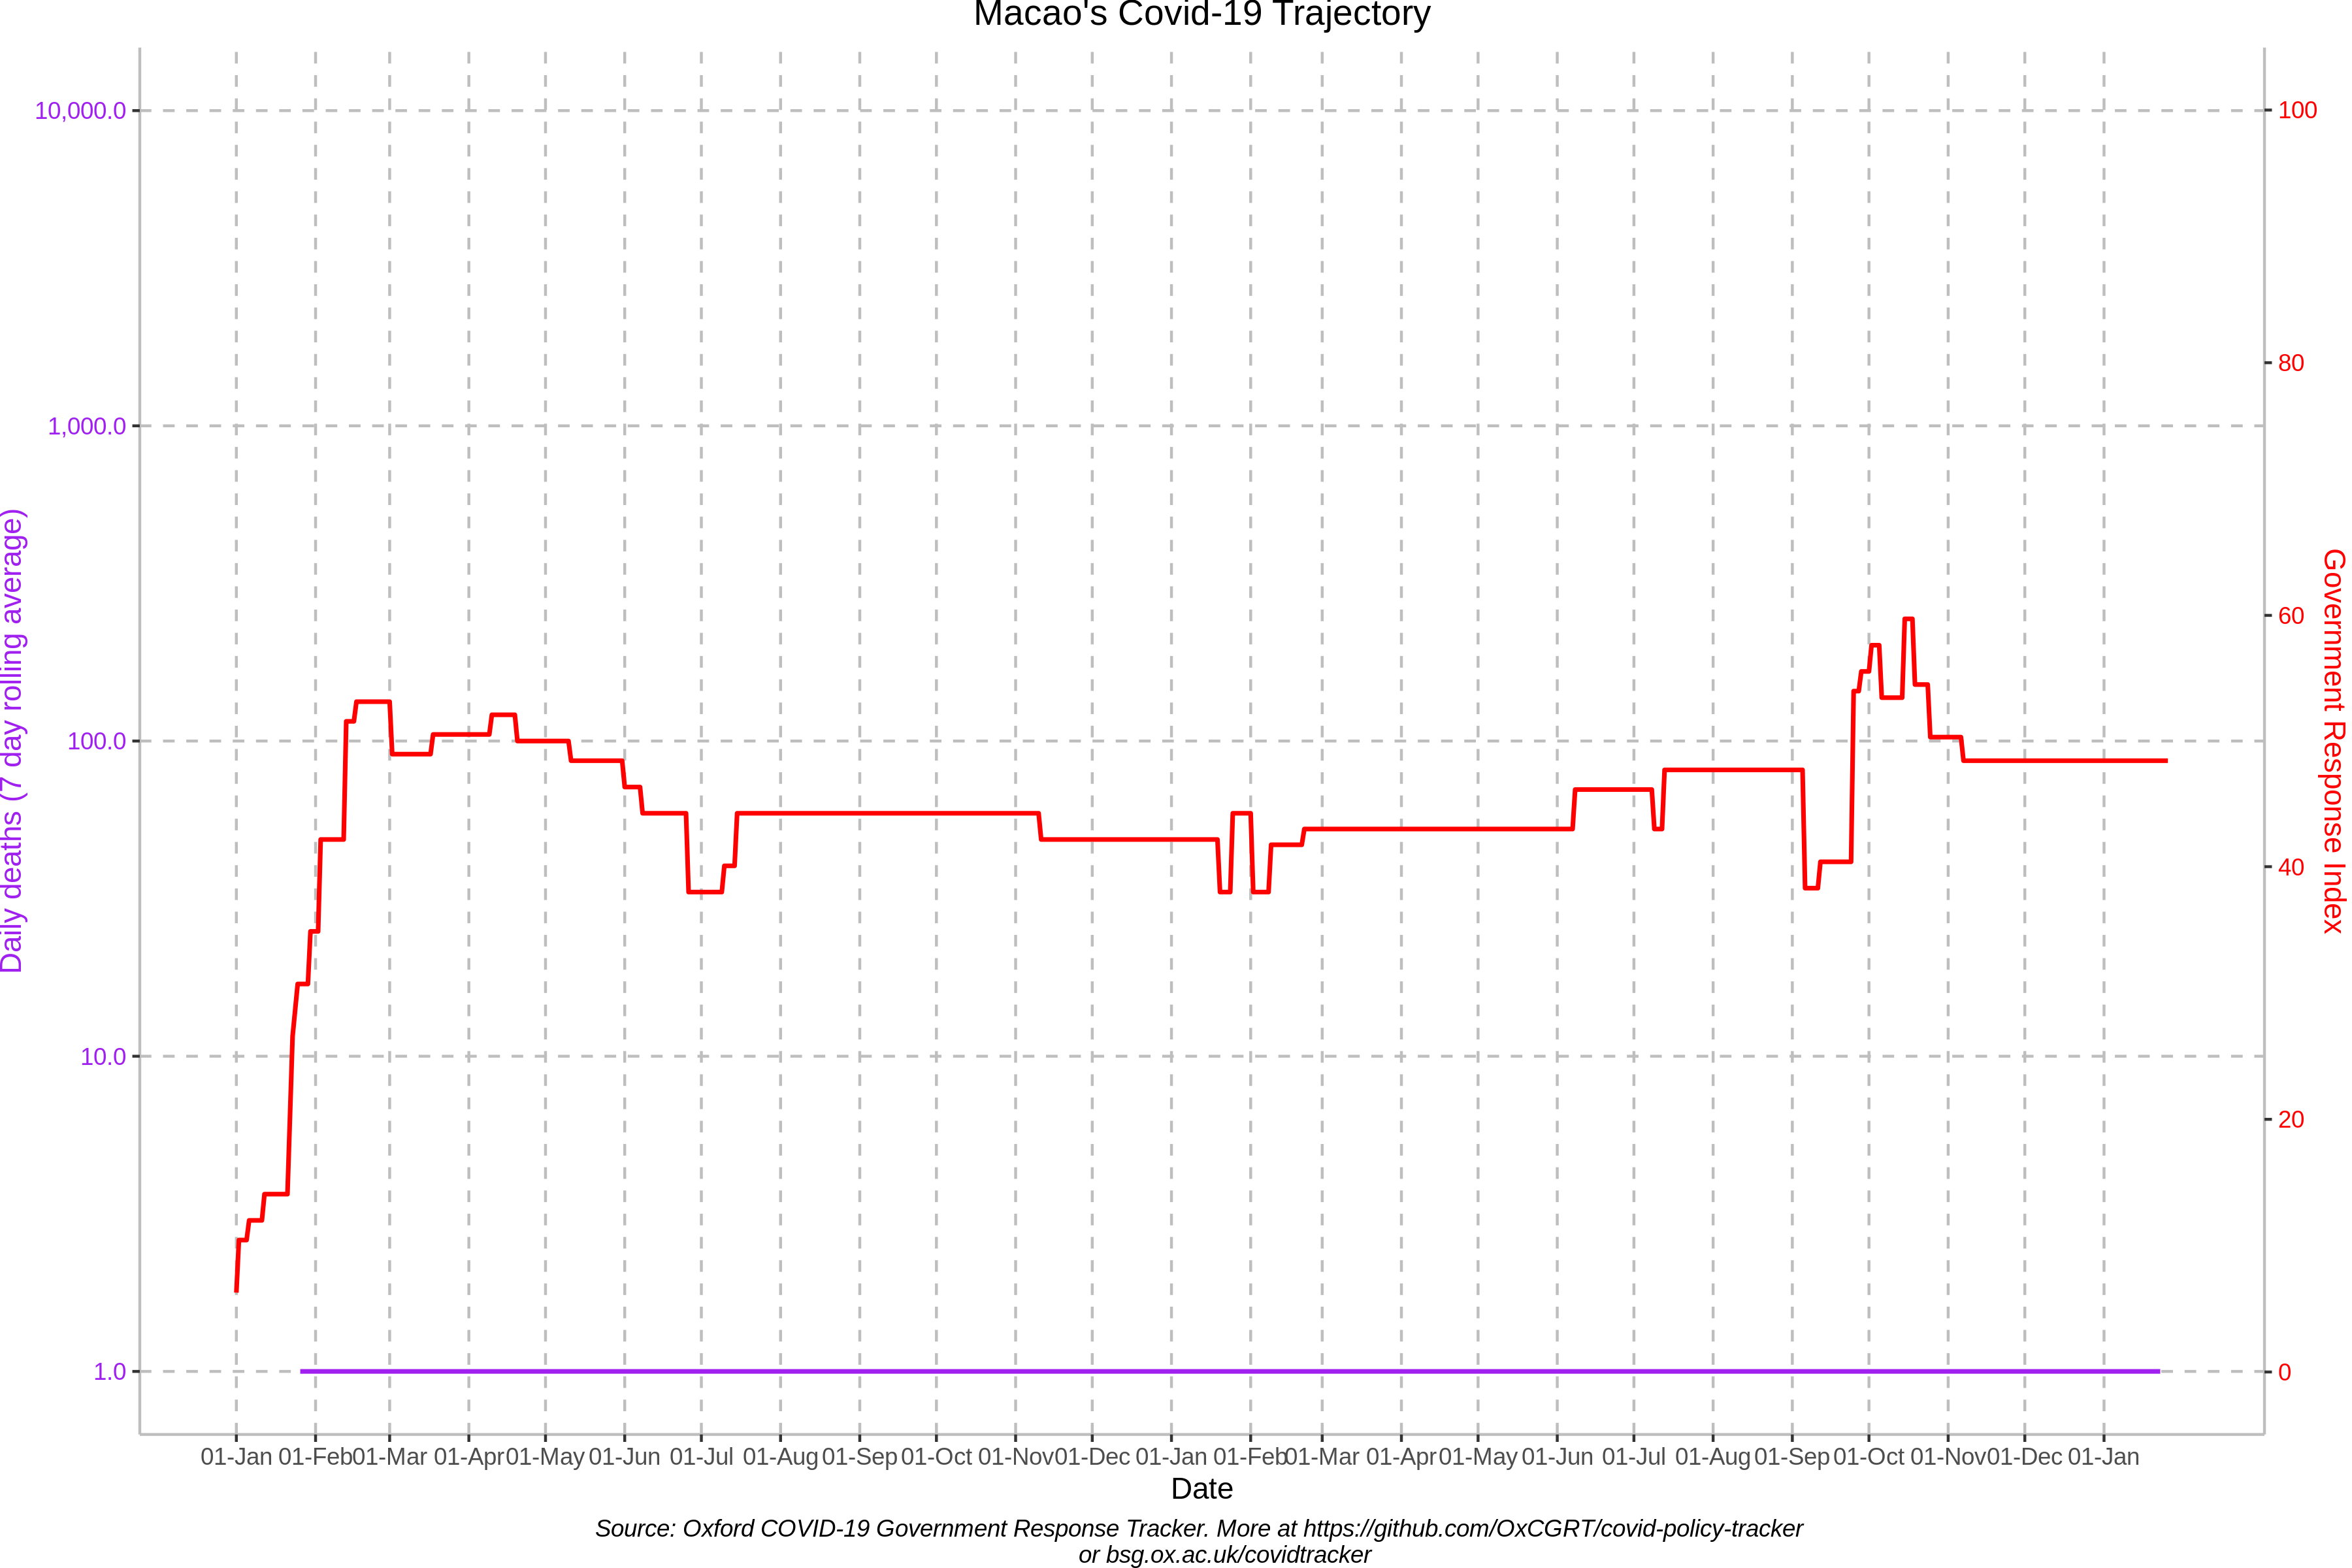 Macao's Covid-19 Trajectory
10,000.0
1,000.0
100.0
10.0
1.0
Daily deaths (7 day rolling average)
100
80
60
40
20
0
Government Response Index
01-Jan 01-Feb 01-Mar 01-Apr 01-May 01-Jun 01-Jul 01-Aug 01-Sep 01-Oct 01-Nov 01-Dec 01-Jan 01-Feb 01-Mar 01-Apr 01-May 01-Jun 01-Jul 01-Aug 01-Sep 01-Oct 01-Nov 01-Dec 01-Jan
Date
Source: Oxford COVID-19 Government Response Tracker. More at https://github.com/OxCGRT/covid-policy-tracker
or bsg.ox.ac.uk/covidtracker